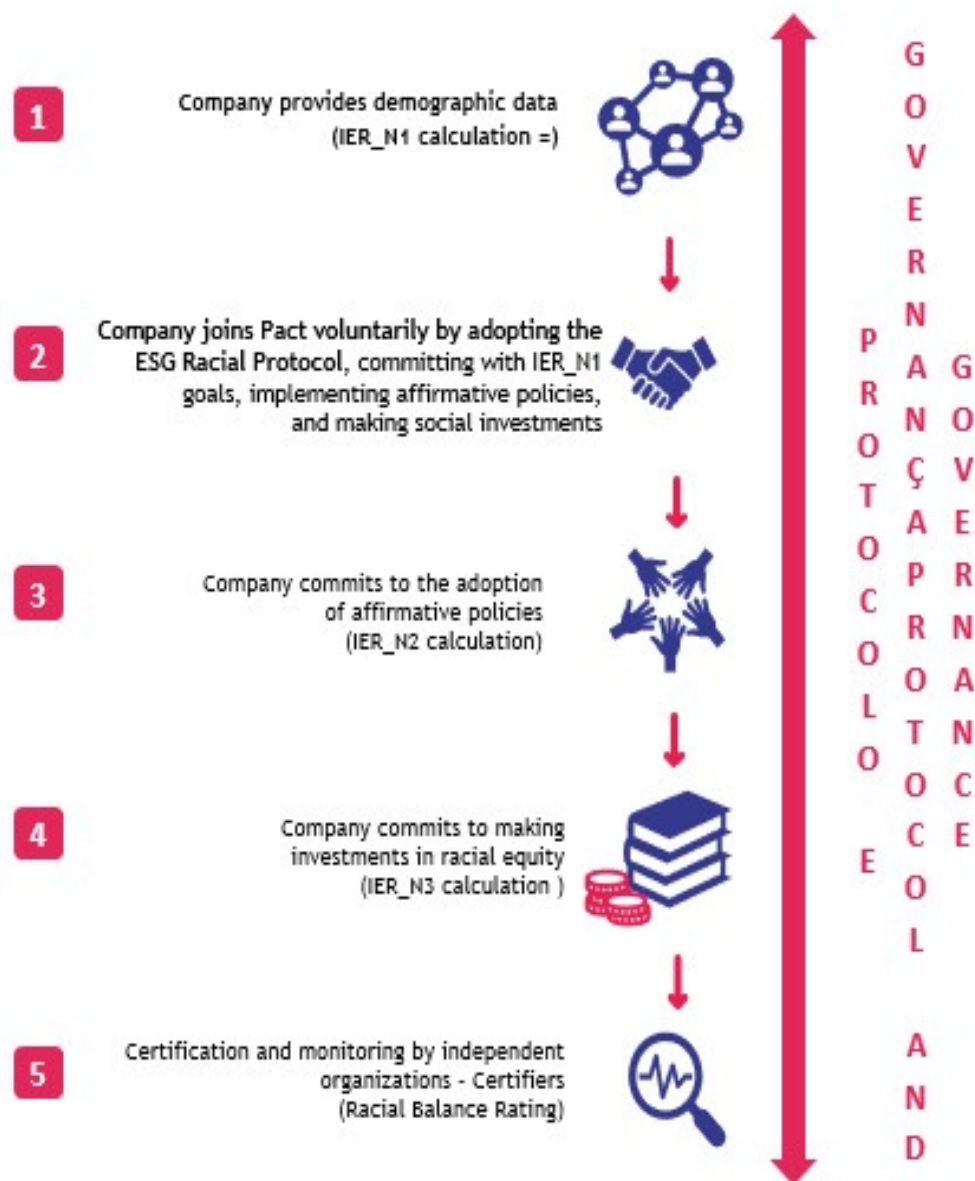 1
Company provides demographic data
(IER_N1 calculation =)
2
Company joins Pact voluntarily by adopting the
ESG Racial Protocol, committing with IER_N1
goals, implementing affirmative policies,
and making social investments
3
Company commits to the adoption
of affirmative policies
(IER_N2 calculation)
4
Company commits to making
investments in racial equity
(IER_N3 calculation )
5
Certification and monitoring by independent
organizations - Certifiers
(Racial Balance Rating)
PROTOCOLO E
GOVERNANÇAPROTOCOL AND
GOVERNANCE